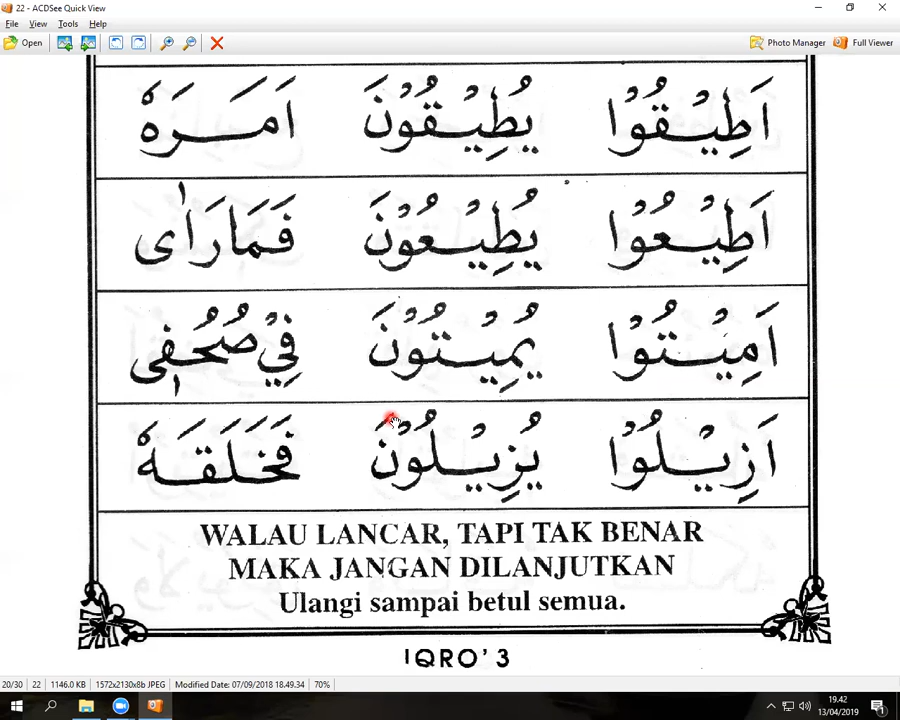 22 - ACDSee Quick View
File View Tools Help
Open Photo Manager Full Viewer
اَطِيْقُوْا يُطِيْقُوْنَ اَمَرَهٗ
اَطِيْعُوْا يُطِيْعُوْنَ فَمَارَاٰى
اَمِيْتُوْا يُمِيْتُوْنَ فِيْ صُحُفِى
اَزِيْلُوْا يُزِيْلُوْنَ فَخَلَقَهٗ
WALAU LANCAR, TAPI TAK BENAR
MAKA JANGAN DILANJUTKAN
Ulangi sampai betul semua.
IQRO' 3
20/30 22 1146.0 KB 1572x2130x8b JPEG Modified Date: 07/09/2018 18.49.34 70%
19.42
13/04/2019
1